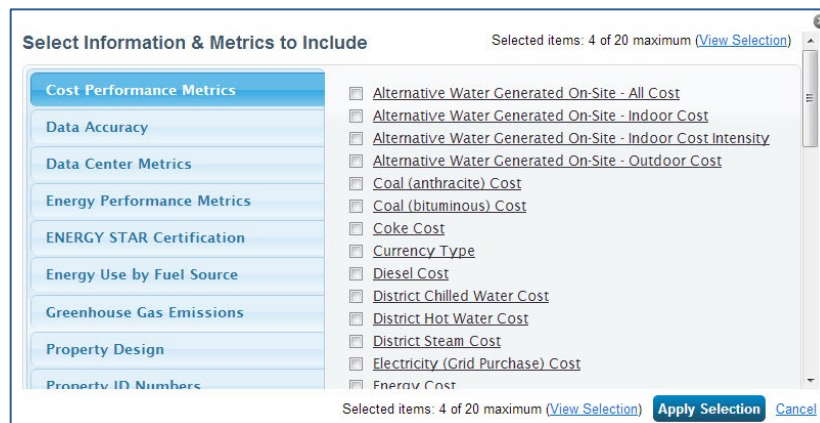 Select Information & Metrics to Include
Selected items: 4 of 20 maximum (View Selection)
Cost Performance Metrics
Data Accuracy
Data Center Metrics
Energy Performance Metrics
ENERGY STAR Certification
Energy Use by Fuel Source
Greenhouse Gas Emissions
Property Design
Property ID Numbers
Alternative Water Generated On-Site - All Cost
Alternative Water Generated On-Site - Indoor Cost
Alternative Water Generated On-Site - Indoor Cost Intensity
Alternative Water Generated On-Site - Outdoor Cost
Coal (anthracite) Cost
Coal (bituminous) Cost
Coke Cost
Currency Type
Diesel Cost
District Chilled Water Cost
District Hot Water Cost
District Steam Cost
Electricity (Grid Purchase) Cost
Energy Cost
Selected items: 4 of 20 maximum (View Selection)
Apply Selection
Cancel